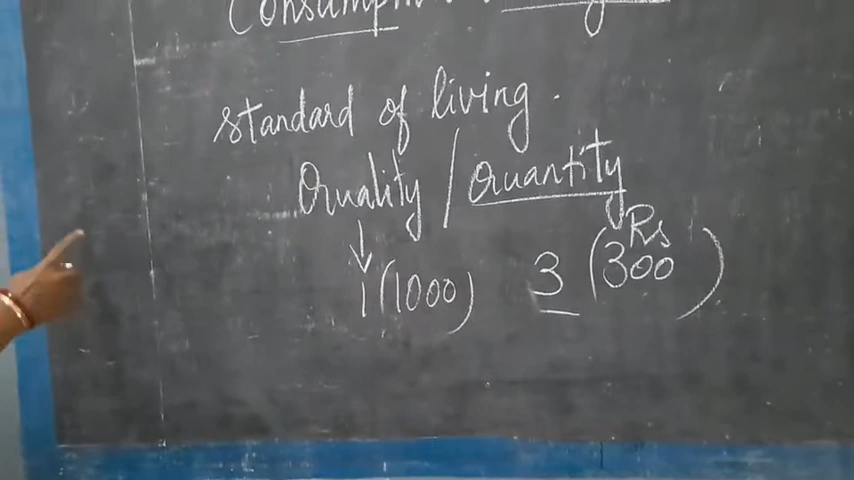 standard of living.
Quality / Quantity
↓ Rs
1 (1000) 3 (300 )